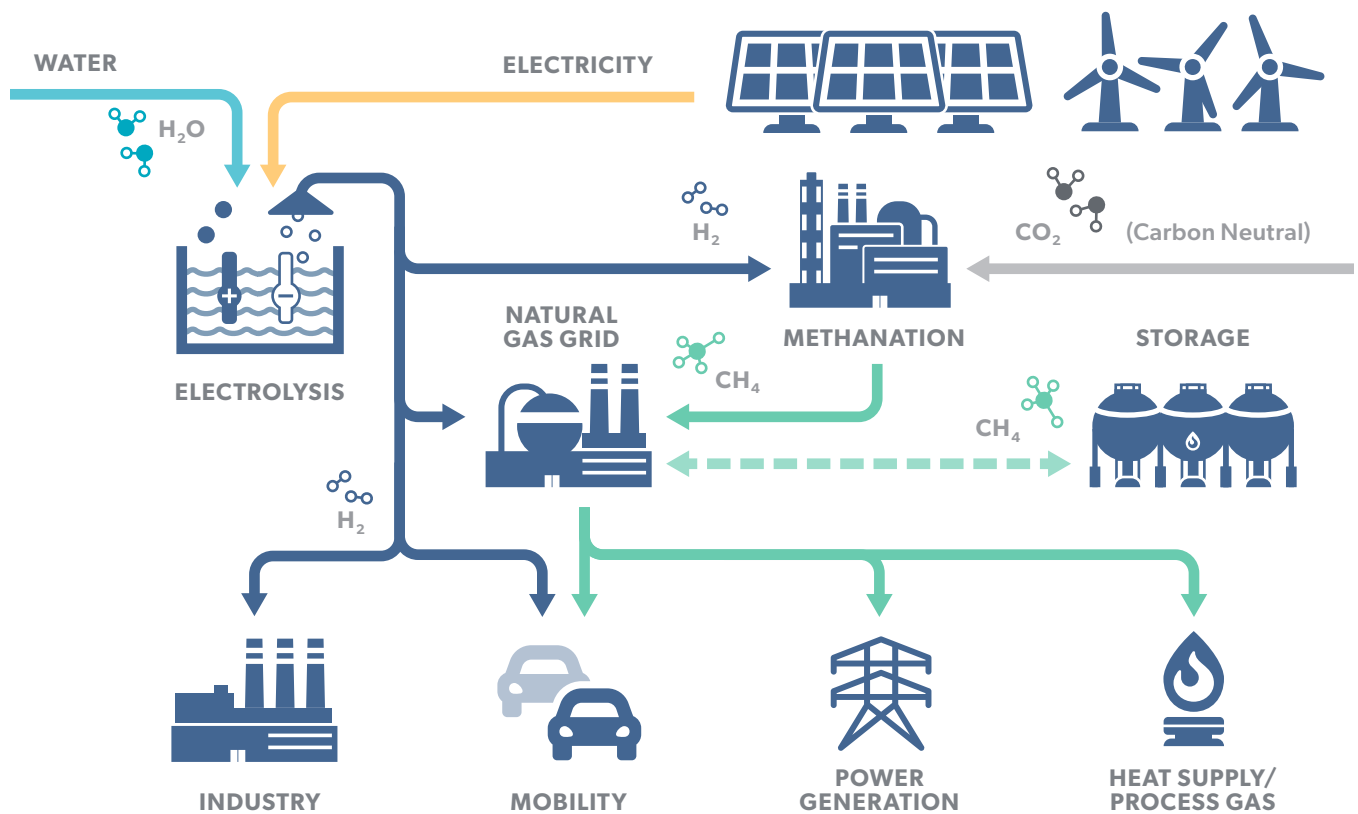 WATER
ELECTRICITY
H₂O
H₂
CO₂
(Carbon Neutral)
NATURAL
GAS GRID
METHANATION
STORAGE
CH₄
ELECTROLYSIS
+
−
CH₄
H₂
INDUSTRY
MOBILITY
POWER
GENERATION
HEAT SUPPLY/
PROCESS GAS